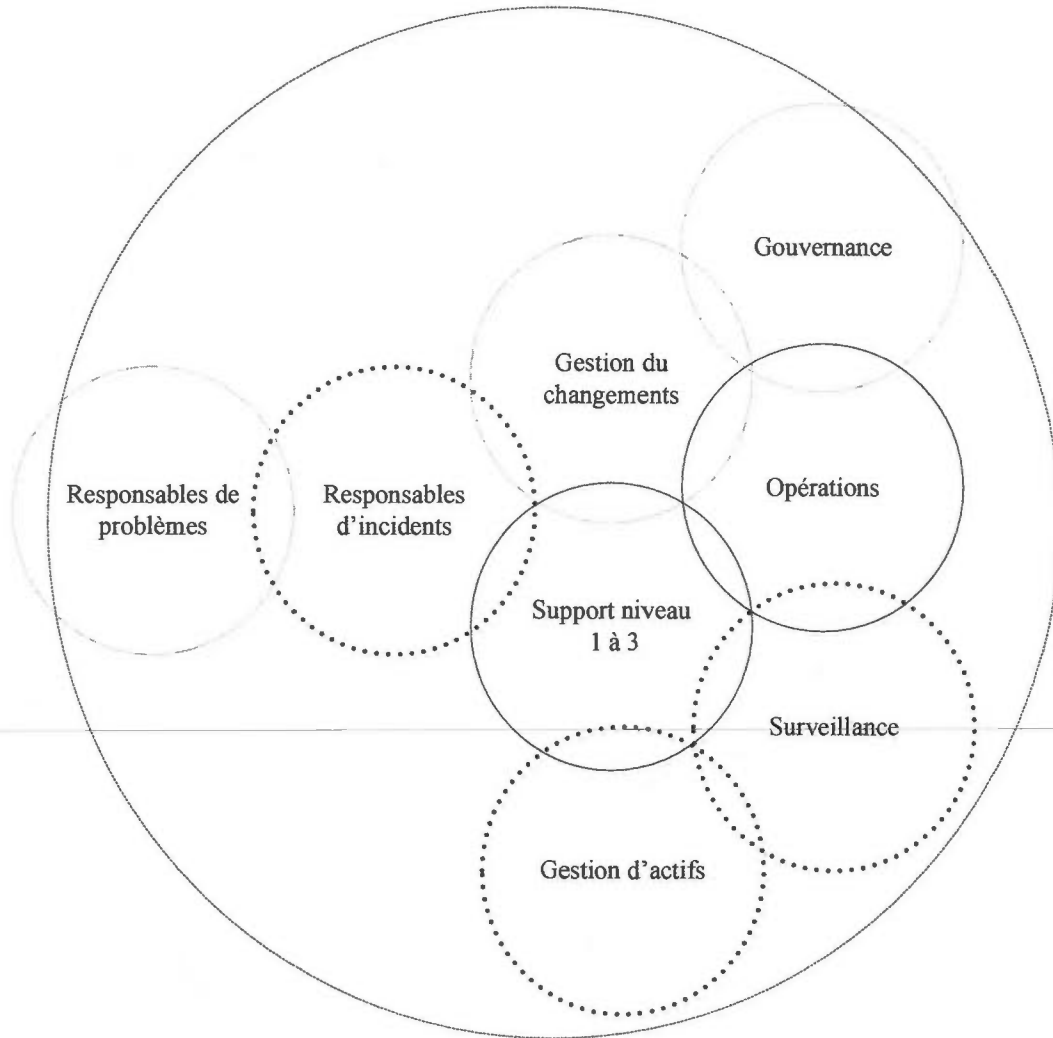 Gouvernance
Gestion du
changements
Responsables de
problèmes
Responsables
d'incidents
Opérations
Support niveau
1 à 3
Surveillance
Gestion d'actifs